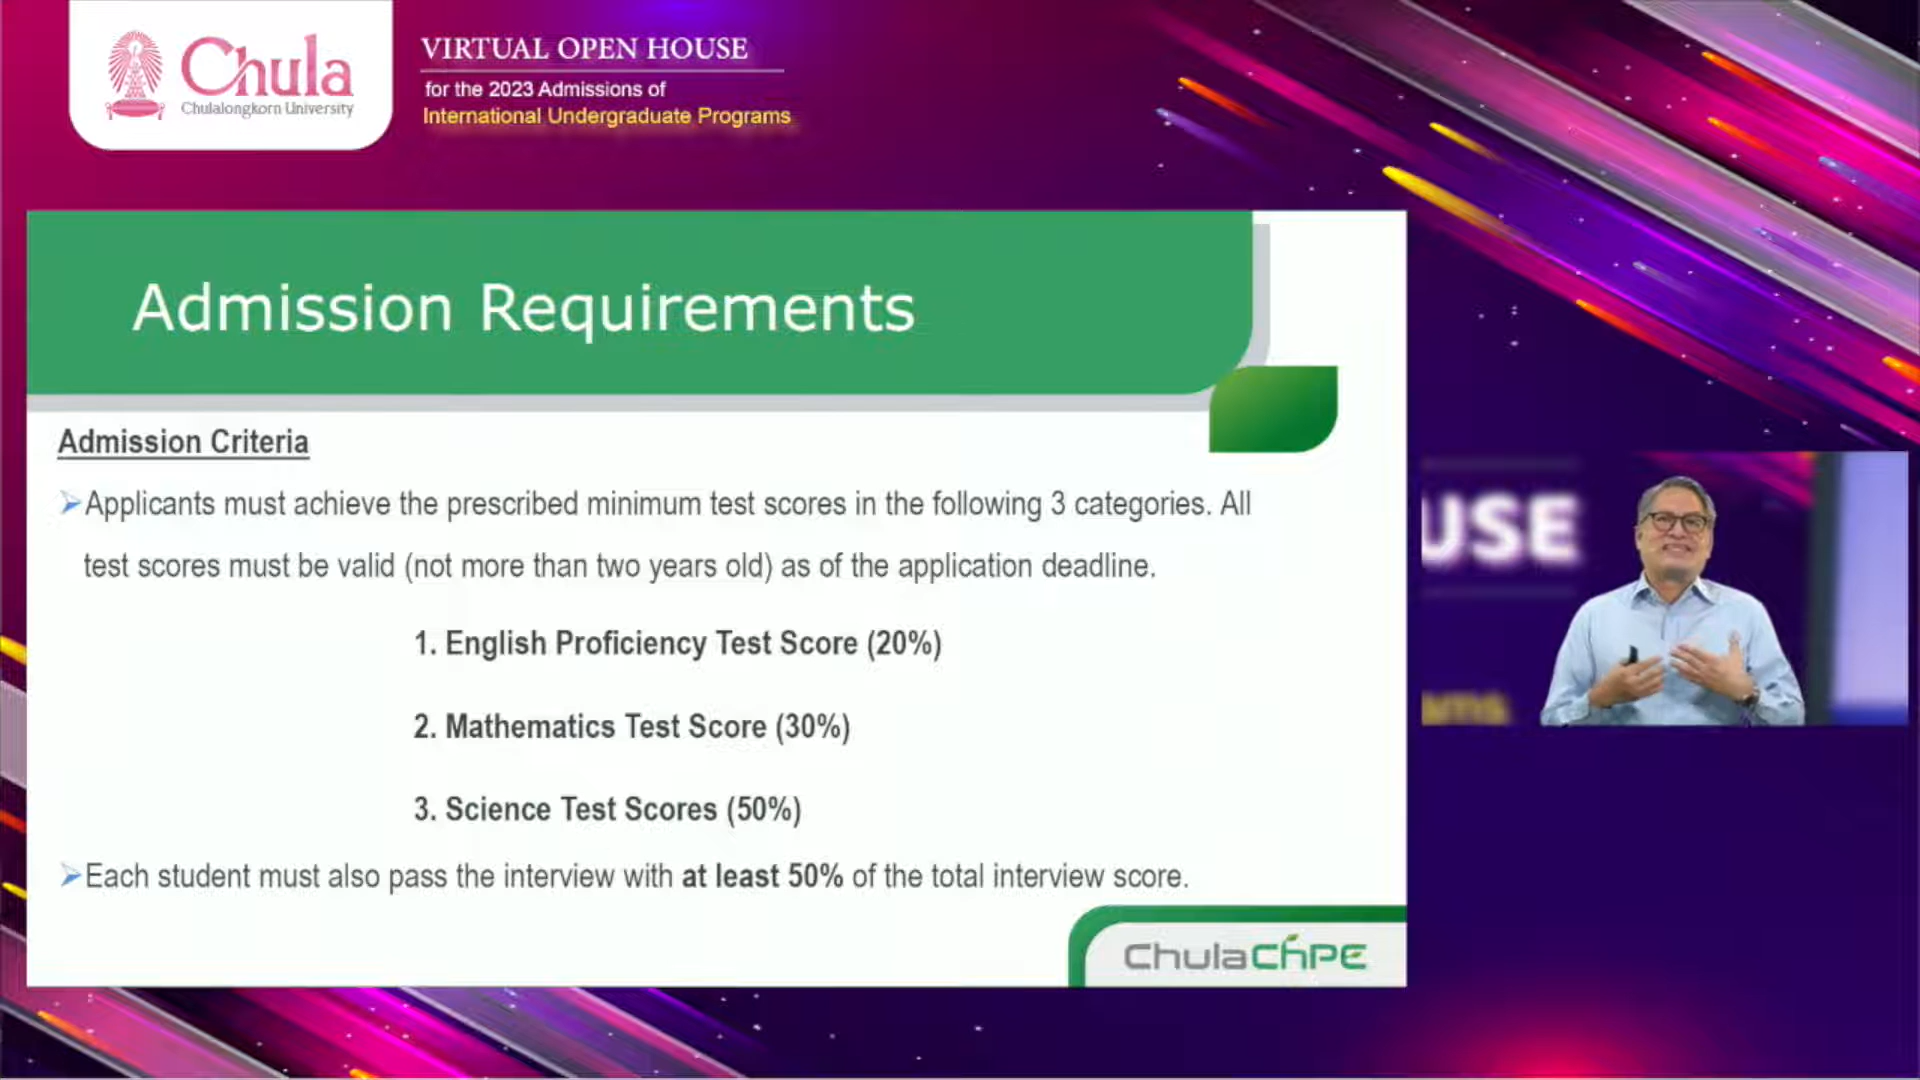 Chula
Chulalongkorn University
VIRTUAL OPEN HOUSE
for the 2023 Admissions of
International Undergraduate Programs
Admission Requirements
Admission Criteria
Applicants must achieve the prescribed minimum test scores in the following 3 categories. All
test scores must be valid (not more than two years old) as of the application deadline.
1. English Proficiency Test Score (20%)
2. Mathematics Test Score (30%)
3. Science Test Scores (50%)
Each student must also pass the interview with at least 50% of the total interview score.
ChulaChPE
USE
ams